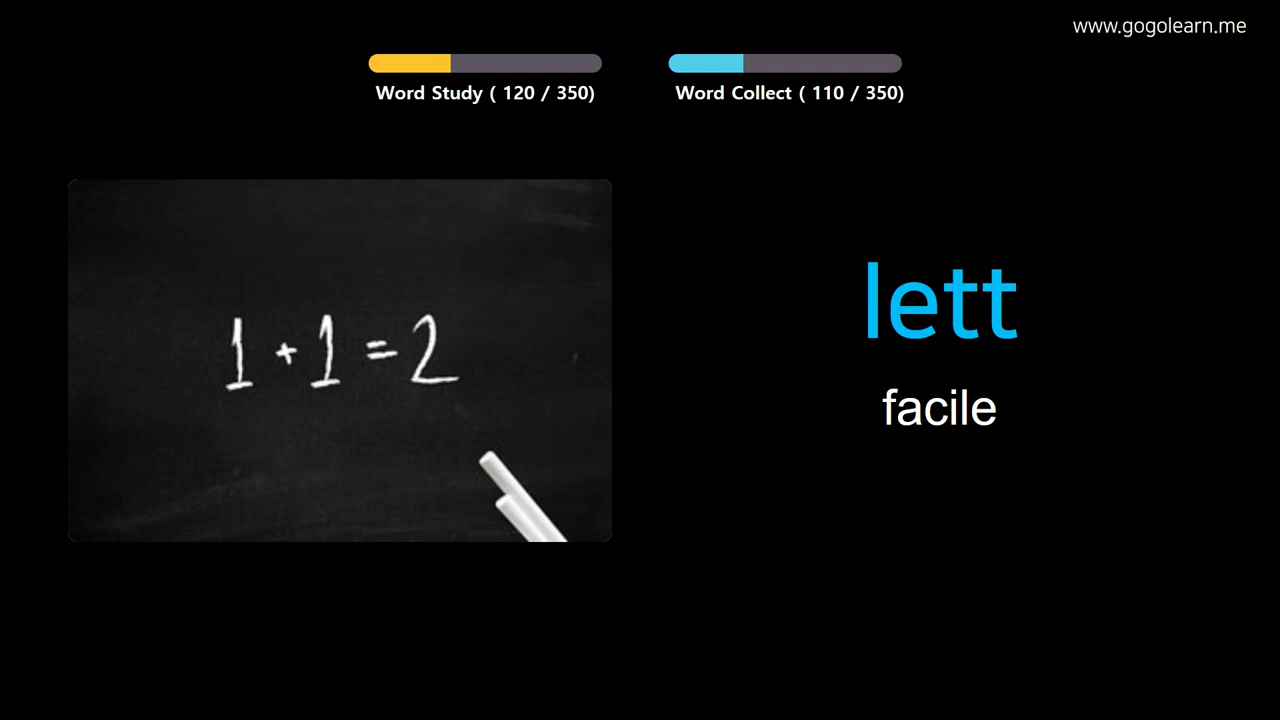 www.gogolearn.me
Word Study ( 120 / 350)
Word Collect ( 110 / 350)
1 + 1 = 2
lett
facile